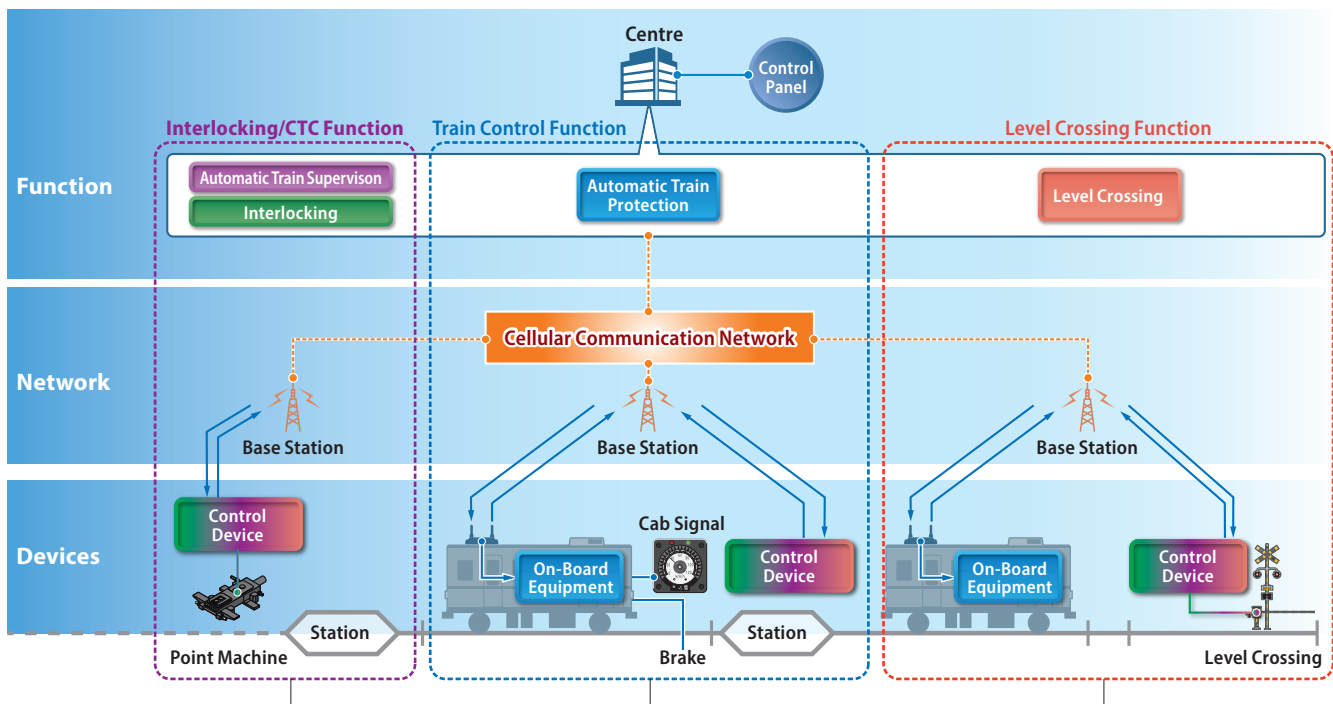 Centre
Control
Panel
Interlocking/CTC Function
Train Control Function
Level Crossing Function
Function
Automatic Train Supervison
Interlocking
Automatic Train
Protection
Level Crossing
Cellular Communication Network
Network
Base Station
Base Station
Base Station
Devices
Control
Device
On-Board
Equipment
Cab Signal
Control
Device
On-Board
Equipment
Control
Device
Station
Station
Point Machine
Brake
Level Crossing